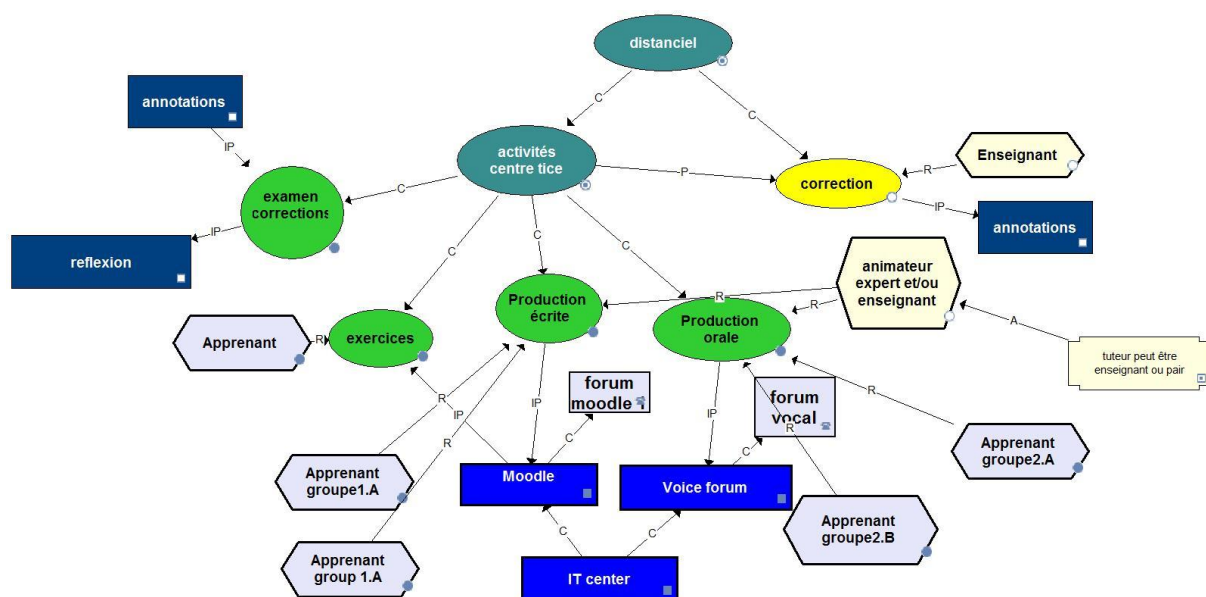 distanciel
C
C
annotations
IP
activités
centre tice
P
correction
R
Enseignant
IP
annotations
C
examen
corrections
IP
reflexion
C
C
C
animateur
expert et/ou
enseignant
R
R
A
tuteur peut être
enseignant ou pair
Production
écrite
Production
orale
Apprenant
R
exercices
forum
moodle
forum
vocal
R
IP
IP
IP
R
R
R
C
C
Apprenant
groupe1.A
Moodle
Voice forum
Apprenant
groupe2.A
Apprenant
groupe2.B
C
C
Apprenant
group 1.A
IT center